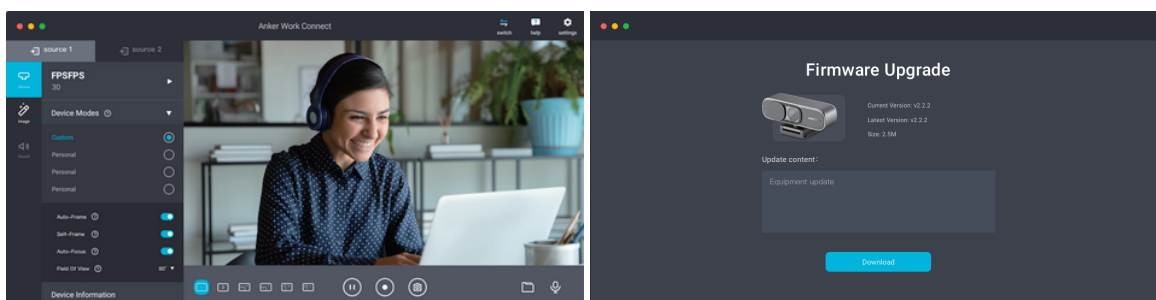 Anker Work Connect
switch
help
settings
source 1
source 2
FPSFPS
30
Device Modes
Custom
Image
Personal
Sound
Personal
Personal
Auto-Frame
Self-Frame
Auto-Focus
Field Of View
90°
Device Information
Firmware Upgrade
Current Version: v2.2.2
Latest Version: v2.2.2
Size: 2.5M
Update content:
Equipment update
Download